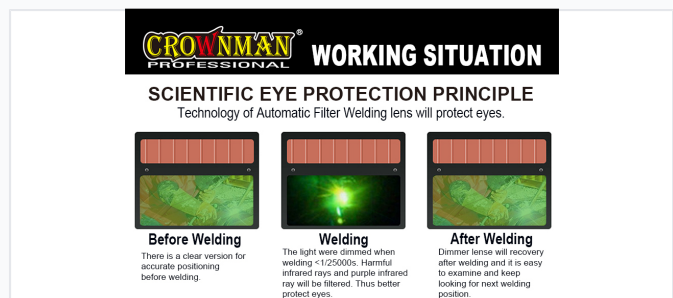 CROWNMAN®
PROFESSIONAL
WORKING SITUATION
SCIENTIFIC EYE PROTECTION PRINCIPLE
Technology of Automatic Filter Welding lens will protect eyes.
Before Welding
There is a clear version for
accurate positioning
before welding.
Welding
The light were dimmed when
welding <1/25000s. Harmful
infrared rays and purple infrared
ray will be filtered. Thus better
protect eyes.
After Welding
Dimmer lense will recovery
after welding and it is easy
to examine and keep
looking for next welding
position.